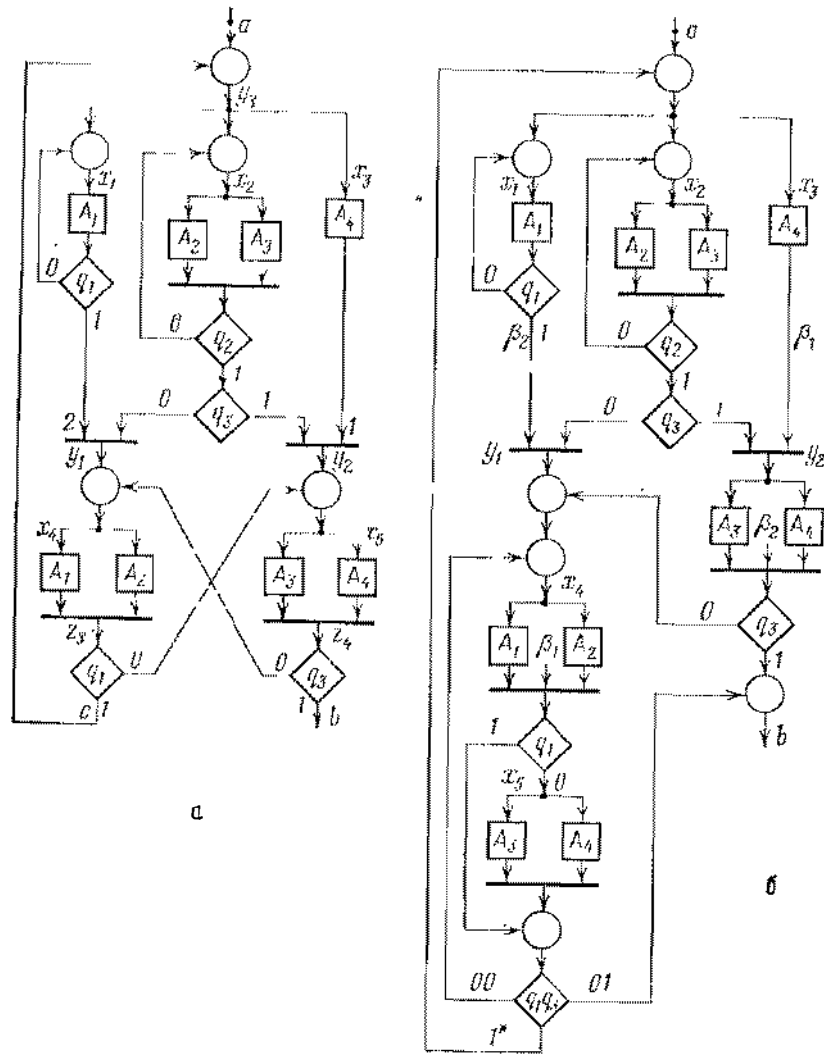 a
y₃
x₁ x₂ x₃
A₁ A₂ A₃ A₄
0 q₁ 1
0 q₂ 1
0 q₃ 1
2 1
y₁ y₂
x₄ x₅
A₁ A₂ A₃ A₄
z₃ z₄
q₁ 0 0 q₃
c 1 1 b
а
a
x₁ x₂ x₃
A₁ A₂ A₃ A₄
0 q₁
β₂ 1
0 q₂ 1
β₁
0 q₃ 1
y₁ y₂
A₃ β₂ A₄
x₄
A₁ β₁ A₂
0 q₃ 1
b
1 q₁
x₅ 0
A₃ A₄
00 01
1*
б